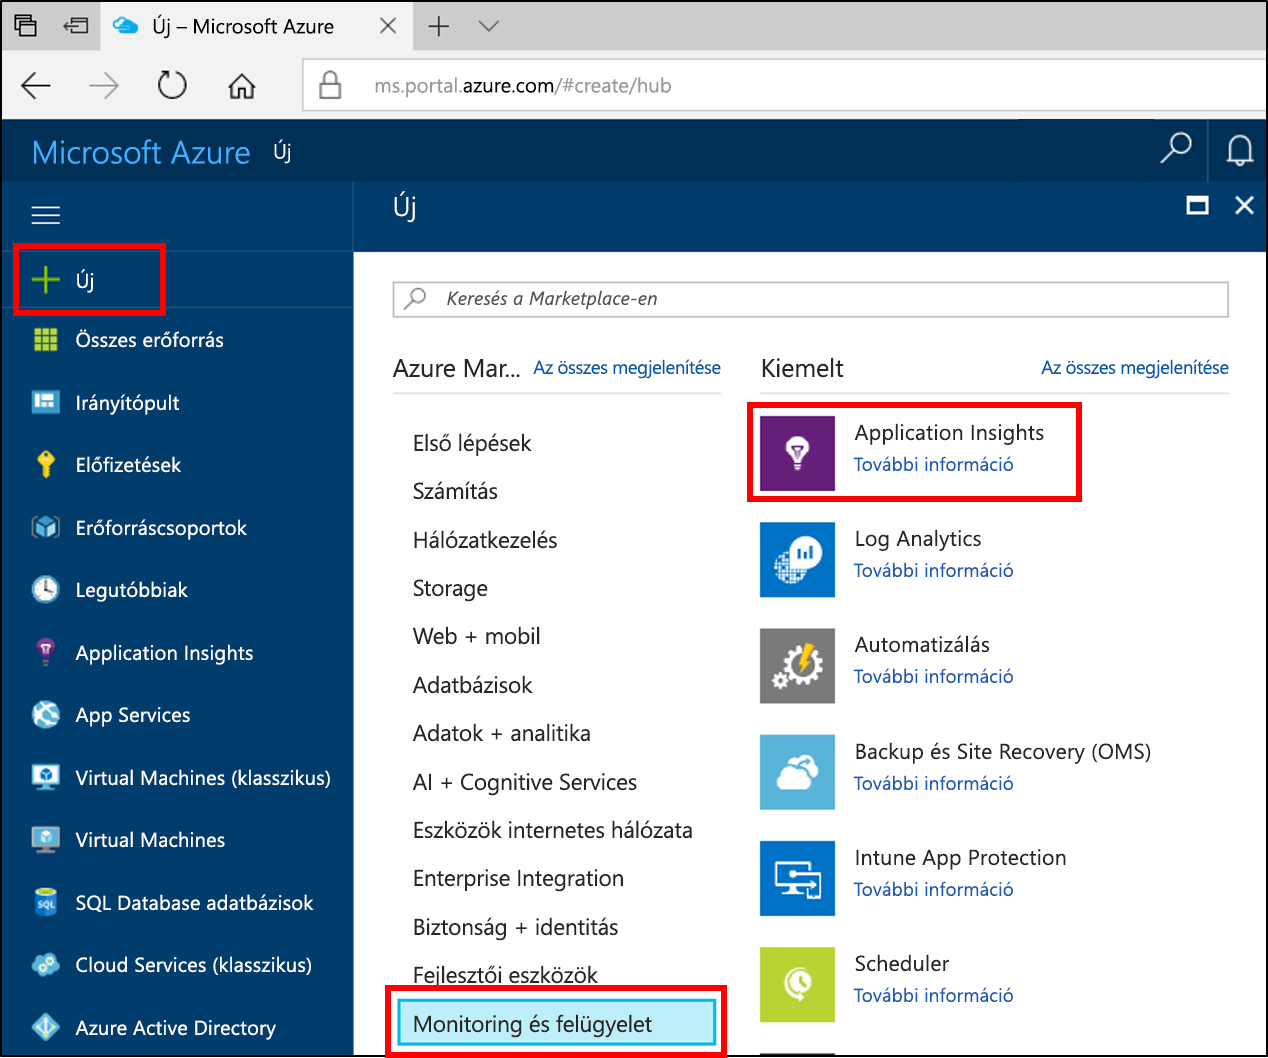 Új – Microsoft Azure
ms.portal.azure.com/#create/hub
Microsoft Azure Új
Új
Új
Összes erőforrás
Irányítópult
Előfizetések
Erőforráscsoportok
Legutóbbiak
Application Insights
App Services
Virtual Machines (klasszikus)
Virtual Machines
SQL Database adatbázisok
Cloud Services (klasszikus)
Azure Active Directory
Keresés a Marketplace-en
Azure Mar... Az összes megjelenítése
Első lépések
Számítás
Hálózatkezelés
Storage
Web + mobil
Adatbázisok
Adatok + analitika
AI + Cognitive Services
Eszközök internetes hálózata
Enterprise Integration
Biztonság + identitás
Fejlesztői eszközök
Monitoring és felügyelet
Kiemelt Az összes megjelenítése
Application Insights
További információ
Log Analytics
További információ
Automatizálás
További információ
Backup és Site Recovery (OMS)
További információ
Intune App Protection
További információ
Scheduler
További információ